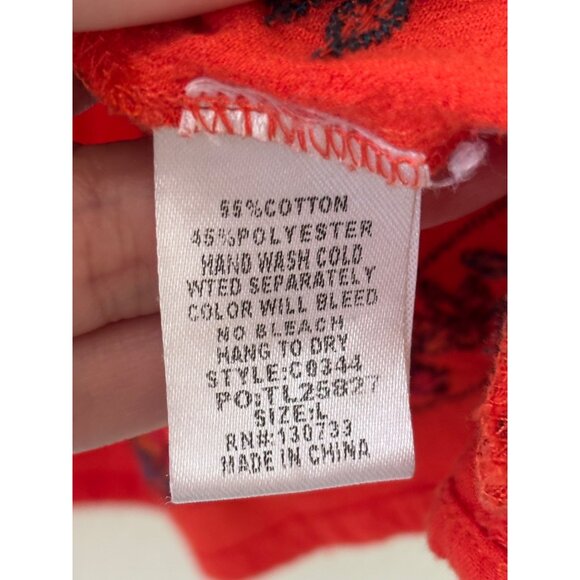 55%COTTON
45%POLYESTER
HAND WASH COLD
WTED SEPARATELY
COLOR WILL BLEED
NO BLEACH
HANG TO DRY
STYLE:C0344
PO:TL25827
SIZE:L
RN#:130733
MADE IN CHINA